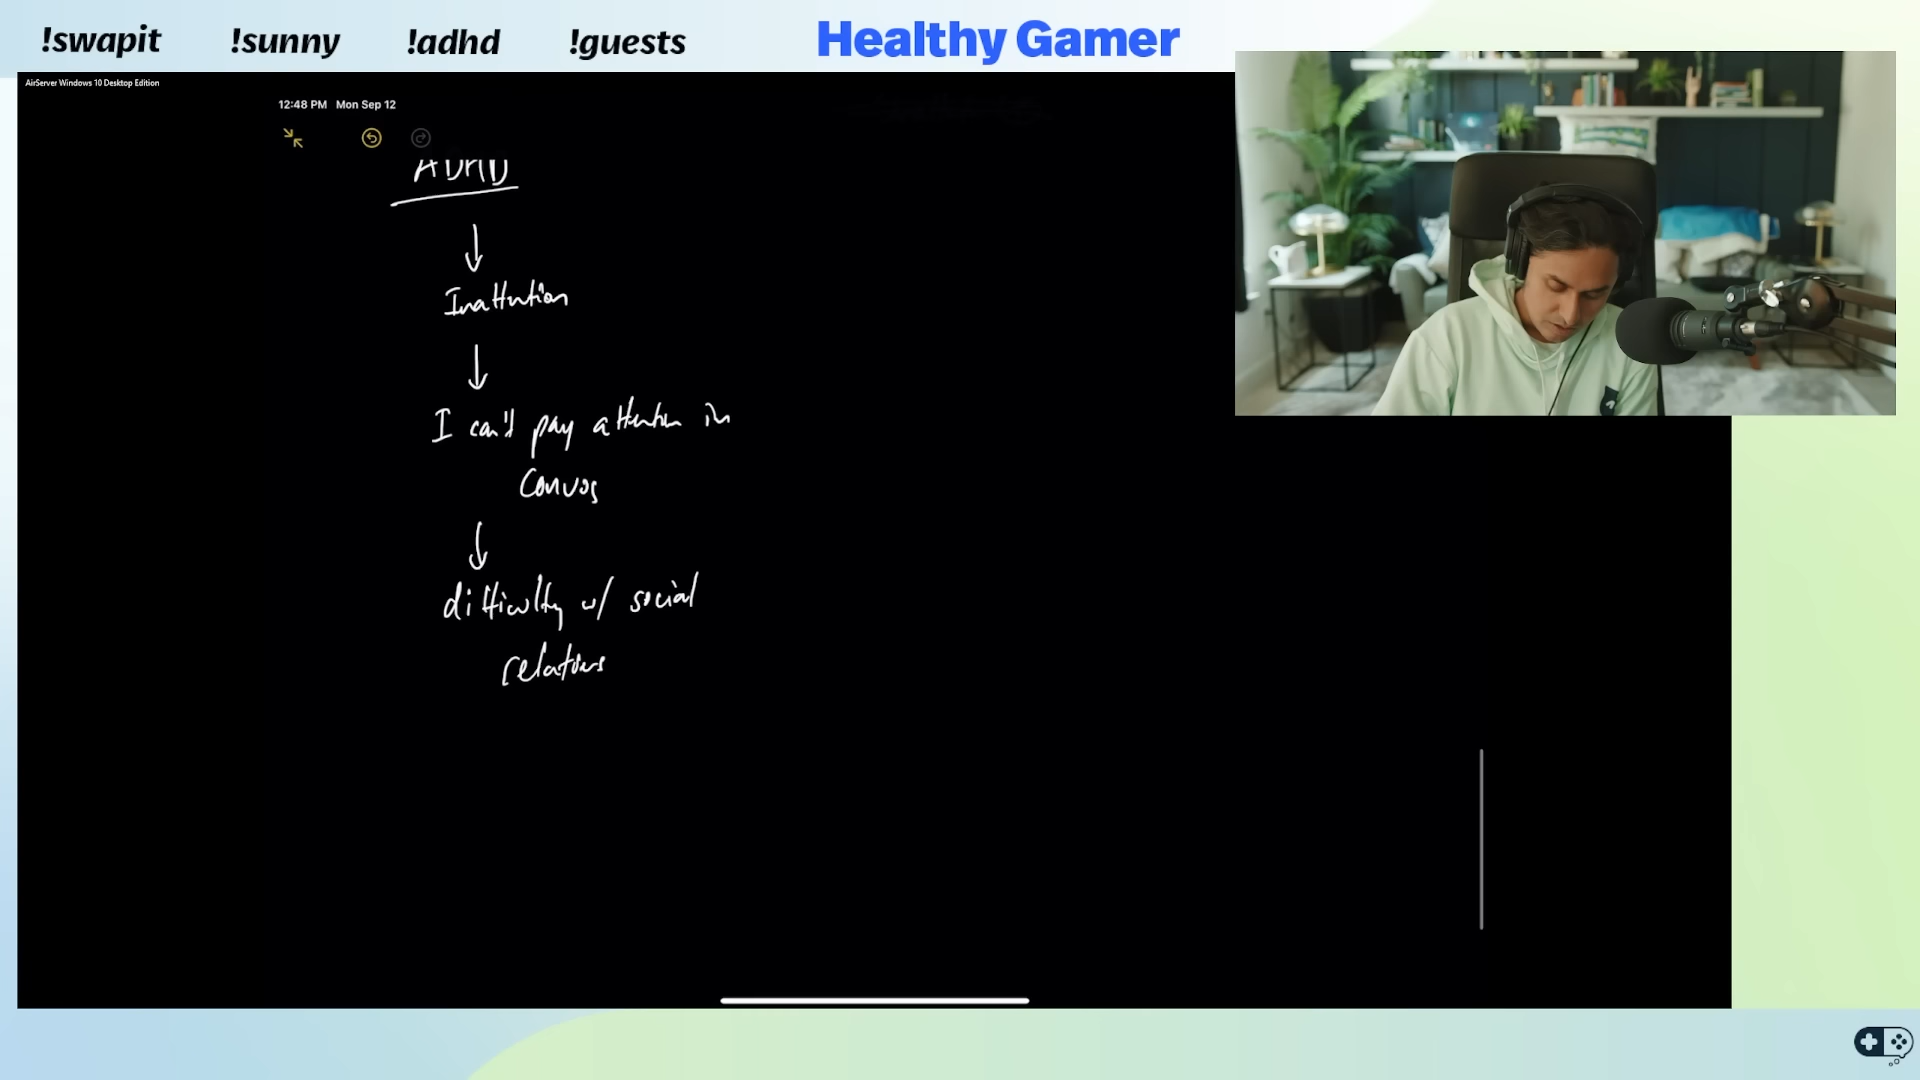 !swapit !sunny !adhd !guests Healthy Gamer
AirServer Windows 10 Desktop Edition
12:48 PM Mon Sep 12
ADHD
Inattention
I can't pay attention in
Convos
difficulty w/ social
relations